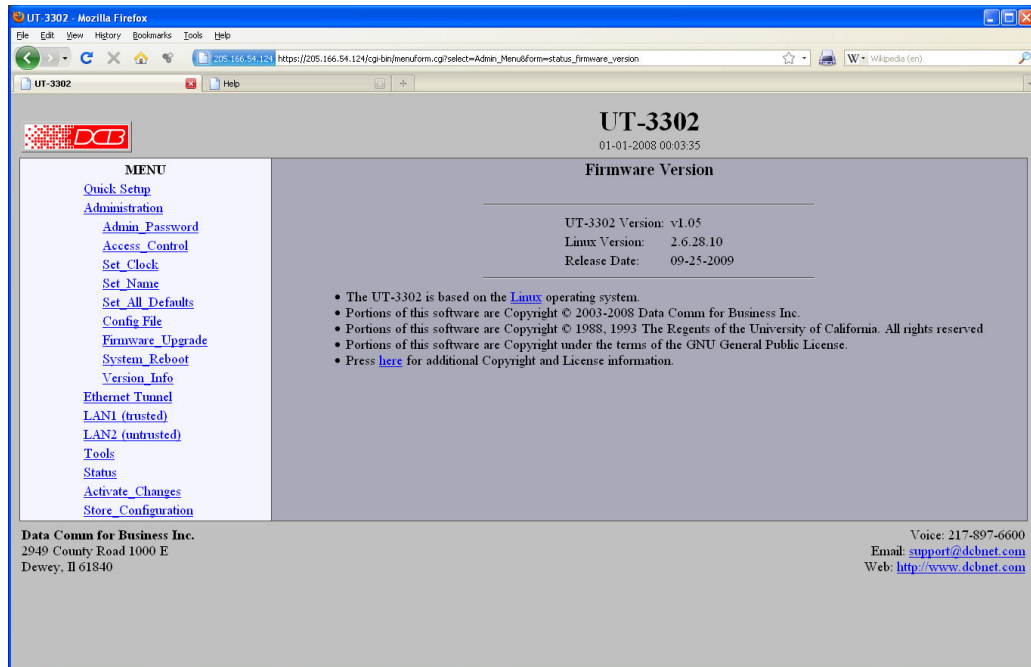 UT-3302 - Mozilla Firefox
File Edit View History Bookmarks Tools Help
205.166.54.124 https://205.166.54.124/cgi-bin/menuform.cgi?select=Admin_Menu&form=status_firmware_version
W Wikipedia (en)
UT-3302 Help
DCB
UT-3302
01-01-2008 00:03:35
MENU
Quick Setup
Administration
Admin_Password
Access_Control
Set_Clock
Set_Name
Set_All_Defaults
Config File
Firmware_Upgrade
System_Reboot
Version_Info
Ethernet Tunnel
LAN1 (trusted)
LAN2 (untrusted)
Tools
Status
Activate_Changes
Store_Configuration
Firmware Version
UT-3302 Version: v1.05
Linux Version: 2.6.28.10
Release Date: 09-25-2009
• The UT-3302 is based on the Linux operating system.
• Portions of this software are Copyright © 2003-2008 Data Comm for Business Inc.
• Portions of this software are Copyright © 1988, 1993 The Regents of the University of California. All rights reserved
• Portions of this software are Copyright under the terms of the GNU General Public License.
• Press here for additional Copyright and License information.
Data Comm for Business Inc.
2949 County Road 1000 E
Dewey, Il 61840
Voice: 217-897-6600
Email: support@dcbnet.com
Web: http://www.dcbnet.com